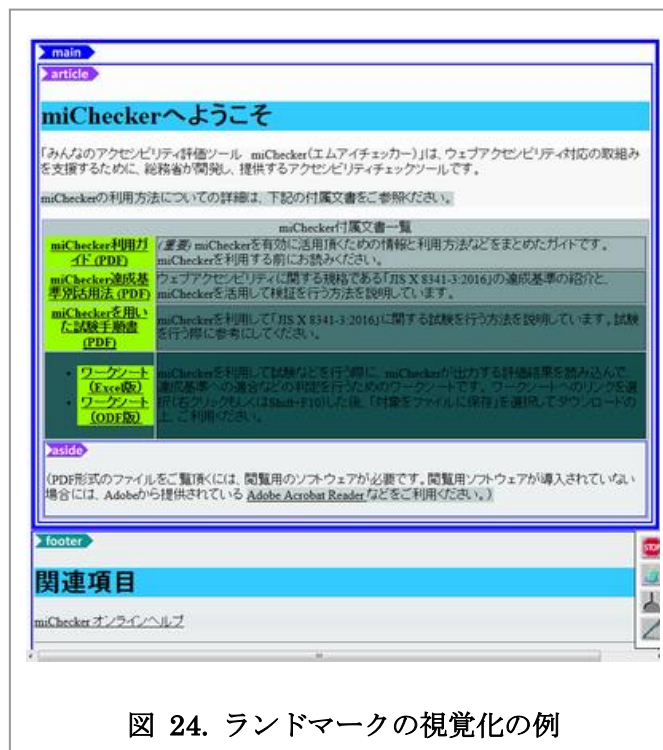 main
article
miCheckerへようこそ
「みんなのアクセシビリティ評価ツール miChecker(エムアイチェッカー)」は、ウェブアクセシビリティ対応の取組み
を支援するために、総務省が開発し、提供するアクセシビリティチェックツールです。
miCheckerの利用方法についての詳細は、下記の付属文書をご参照ください。
miChecker付属文書一覧
miChecker利用ガ
イド (PDF)
(重要) miCheckerを有効に活用頂くための情報と利用方法などをまとめたガイドです。
miCheckerを利用する前にお読みください。
miChecker達成基
準別活用法 (PDF)
ウェブアクセシビリティに関する規格である「JIS X 8341-3:2016」の達成基準の紹介と、
miCheckerを活用して検証を行う方法を説明しています。
miCheckerを用い
た試験手順書
(PDF)
miCheckerを利用して「JIS X 8341-3:2016」に関する試験を行う方法を説明しています。試験
を行う際に参考にしてください。
• ワークシート
(Excel版)
• ワークシート
(ODF版)
miCheckerを利用して試験などを行う際に、miCheckerが出力する評価結果を読み込んで、
達成基準への適合などの判定を行うためのワークシートです。ワークシートへのリンクを選
択(右クリックもしくはShift+F10)した後、「対象をファイルに保存」を選択してダウンロードの
上、ご利用ください。
aside
(PDF形式のファイルをご覧頂くには、閲覧用のソフトウェアが必要です。閲覧用ソフトウェアが導入されていない
場合には、Adobeから提供されている Adobe Acrobat Reader などをご利用ください。)
footer
関連項目
miChecker オンラインヘルプ
STOP
図 24. ランドマークの視覚化の例